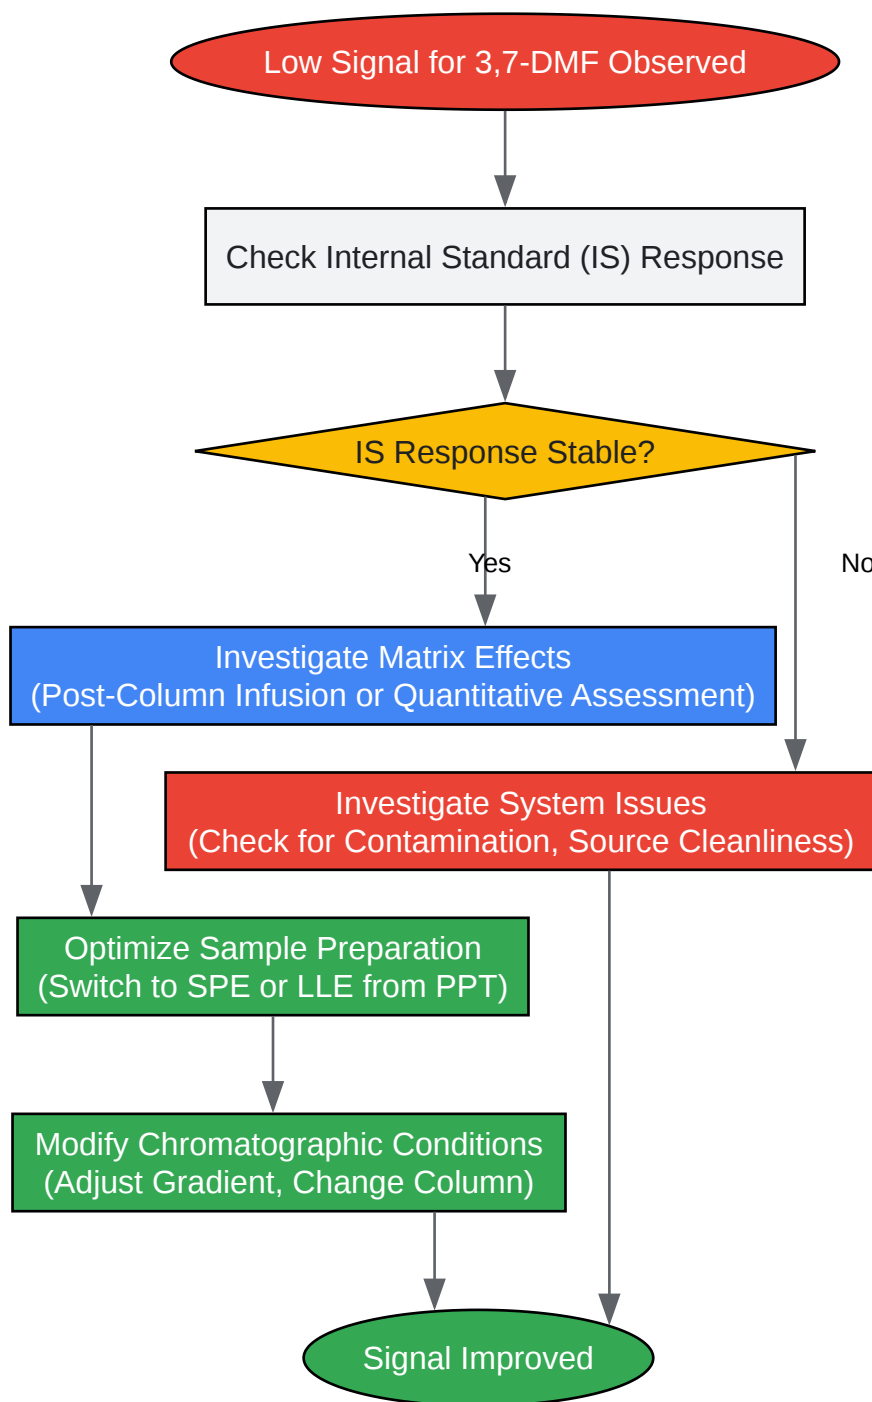 Low Signal for 3,7-DMF Observed
Check Internal Standard (IS) Response
IS Response Stable?
Yes
No
Investigate Matrix Effects
(Post-Column Infusion or Quantitative Assessment)
Investigate System Issues
(Check for Contamination, Source Cleanliness)
Optimize Sample Preparation
(Switch to SPE or LLE from PPT)
Modify Chromatographic Conditions
(Adjust Gradient, Change Column)
Signal Improved